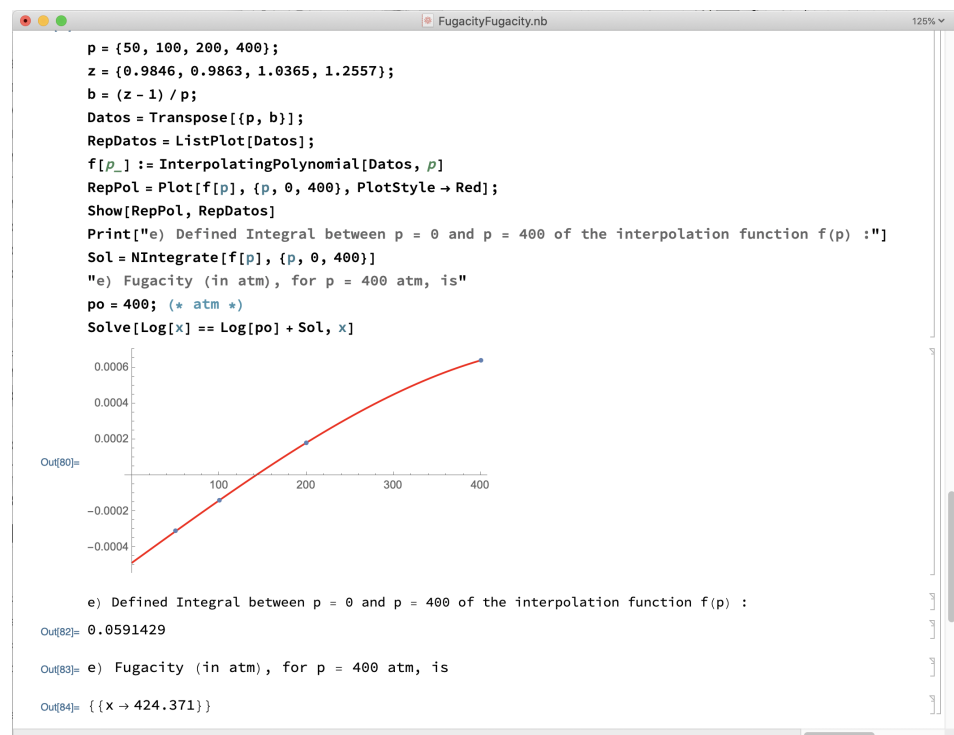 FugacityFugacity.nb
125%
p = {50, 100, 200, 400};
z = {0.9846, 0.9863, 1.0365, 1.2557};
b = (z - 1) / p;
Datos = Transpose[{p, b}];
RepDatos = ListPlot[Datos];
f[p_] := InterpolatingPolynomial[Datos, p]
RepPol = Plot[f[p], {p, 0, 400}, PlotStyle → Red];
Show[RepPol, RepDatos]
Print["e) Defined Integral between p = 0 and p = 400 of the interpolation function f(p) :"]
Sol = NIntegrate[f[p], {p, 0, 400}]
"e) Fugacity (in atm), for p = 400 atm, is"
po = 400; (* atm *)
Solve[Log[x] == Log[po] + Sol, x]
0.0006
0.0004
0.0002
Out[80]=
100 200 300 400
-0.0002
-0.0004
e) Defined Integral between p = 0 and p = 400 of the interpolation function f(p) :
Out[82]= 0.0591429
Out[83]= e) Fugacity (in atm), for p = 400 atm, is
Out[84]= {{x → 424.371}}